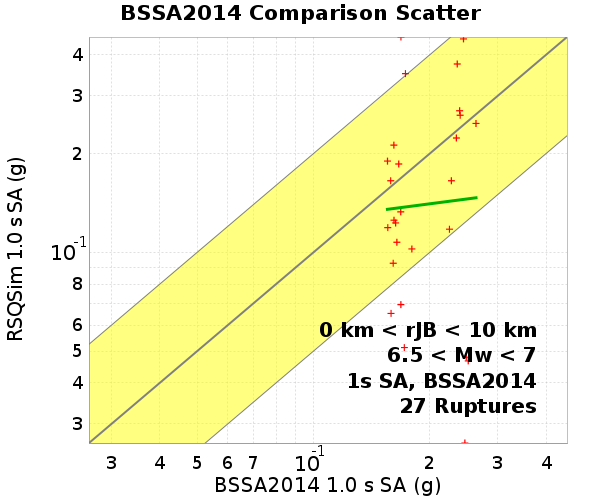 BSSA2014 Comparison Scatter
RSQSim 1.0 s SA (g)
4
3
2
10-1
8
6
5
4
3
0 km < rJB < 10 km
6.5 < Mw < 7
1s SA, BSSA2014
27 Ruptures
3 4 5 6 7 10-1 2 3 4
BSSA2014 1.0 s SA (g)